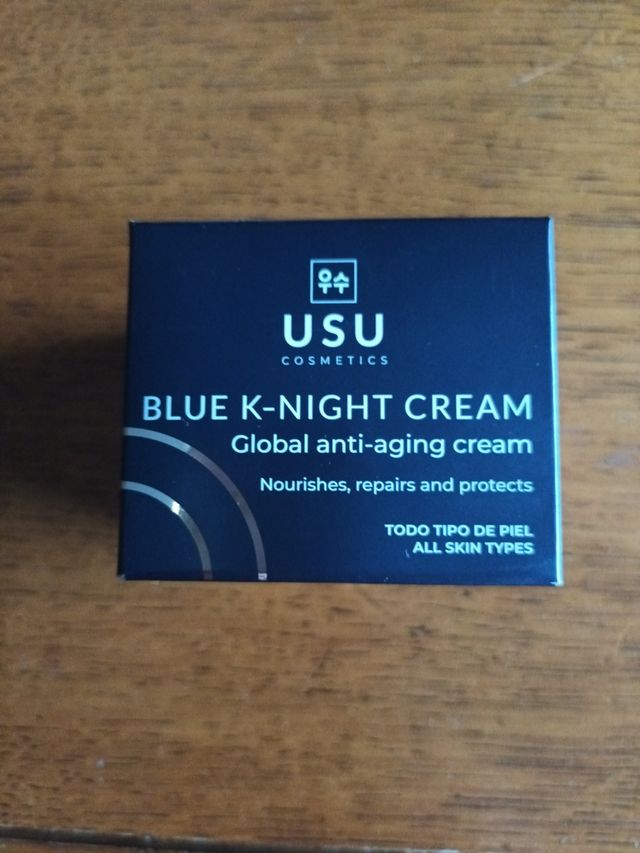 우수
USU
COSMETICS
BLUE K-NIGHT CREAM
Global anti-aging cream
Nourishes, repairs and protects
TODO TIPO DE PIEL
ALL SKIN TYPES